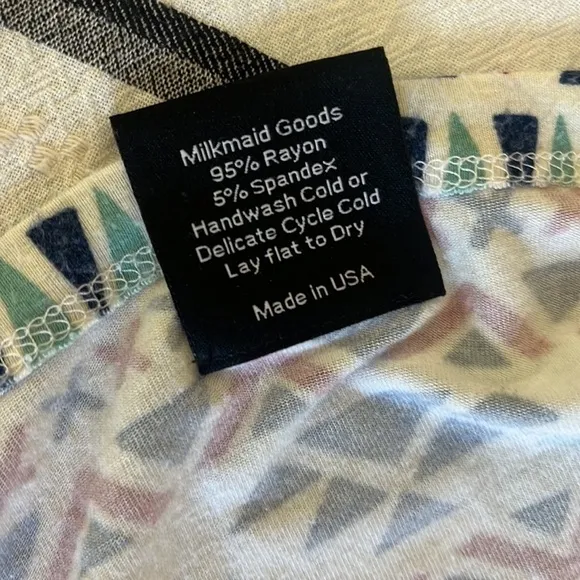 Milkmaid Goods
95% Rayon
5% Spandex
Handwash Cold or
Delicate Cycle Cold
Lay flat to Dry
Made in USA